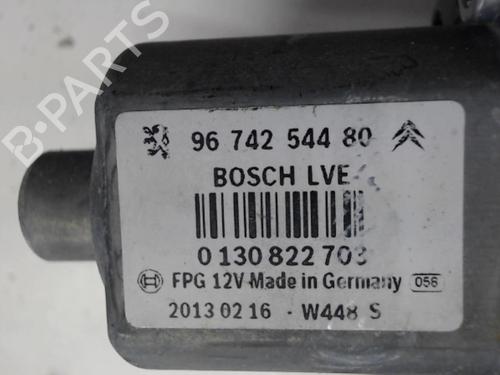 96 742 544 80
BOSCH LVE
0 130 822 703
FPG 12V Made in Germany 056
2013 02 16 - W448 S
B-PARTS